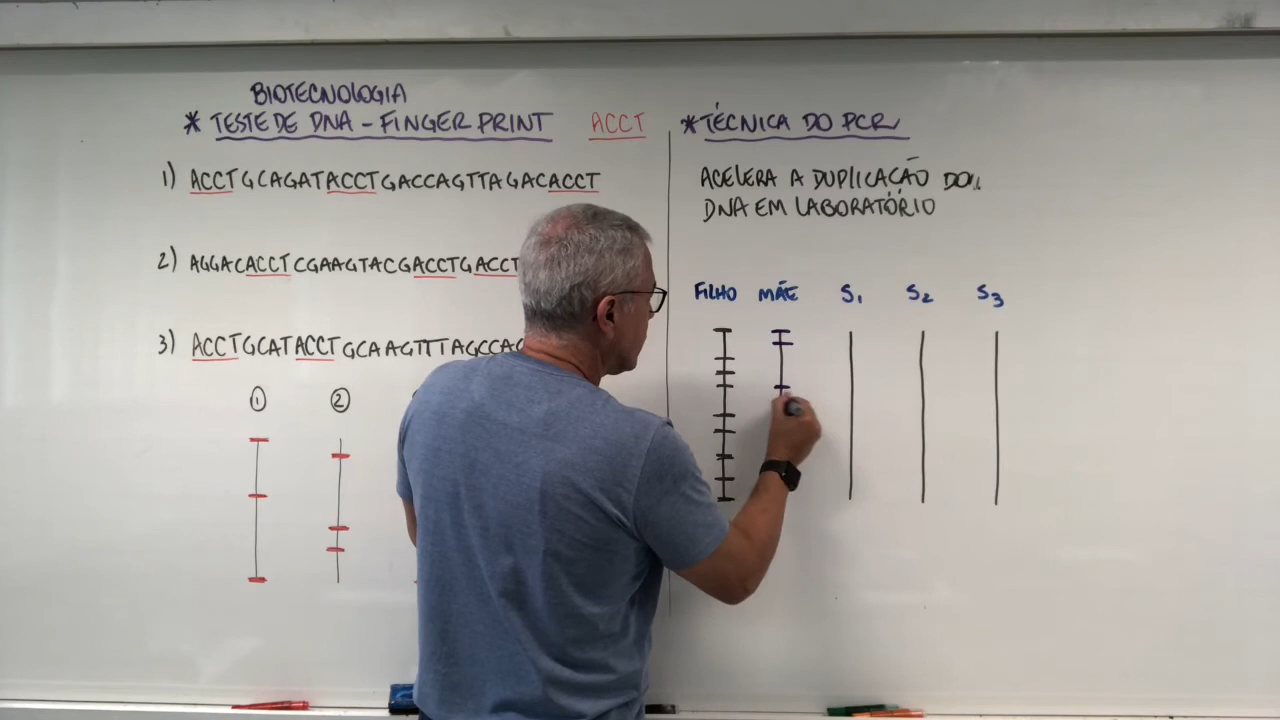 BIOTECNOLOGIA
* TESTE DE DNA - FINGER PRINT ACCT
1) ACCTGCAGATACCTGACCAGTTAGACACCT
2) AGGACACCTCGAAGTACGACCTGACCT
3) ACCTGCATACCTGCAAGTTTAGCCAG
1 2
* TÉCNICA DO PCR
ACELERA A DUPLICAÇÃO DO
DNA EM LABORATÓRIO
FILHO MÃE S1 S2 S3